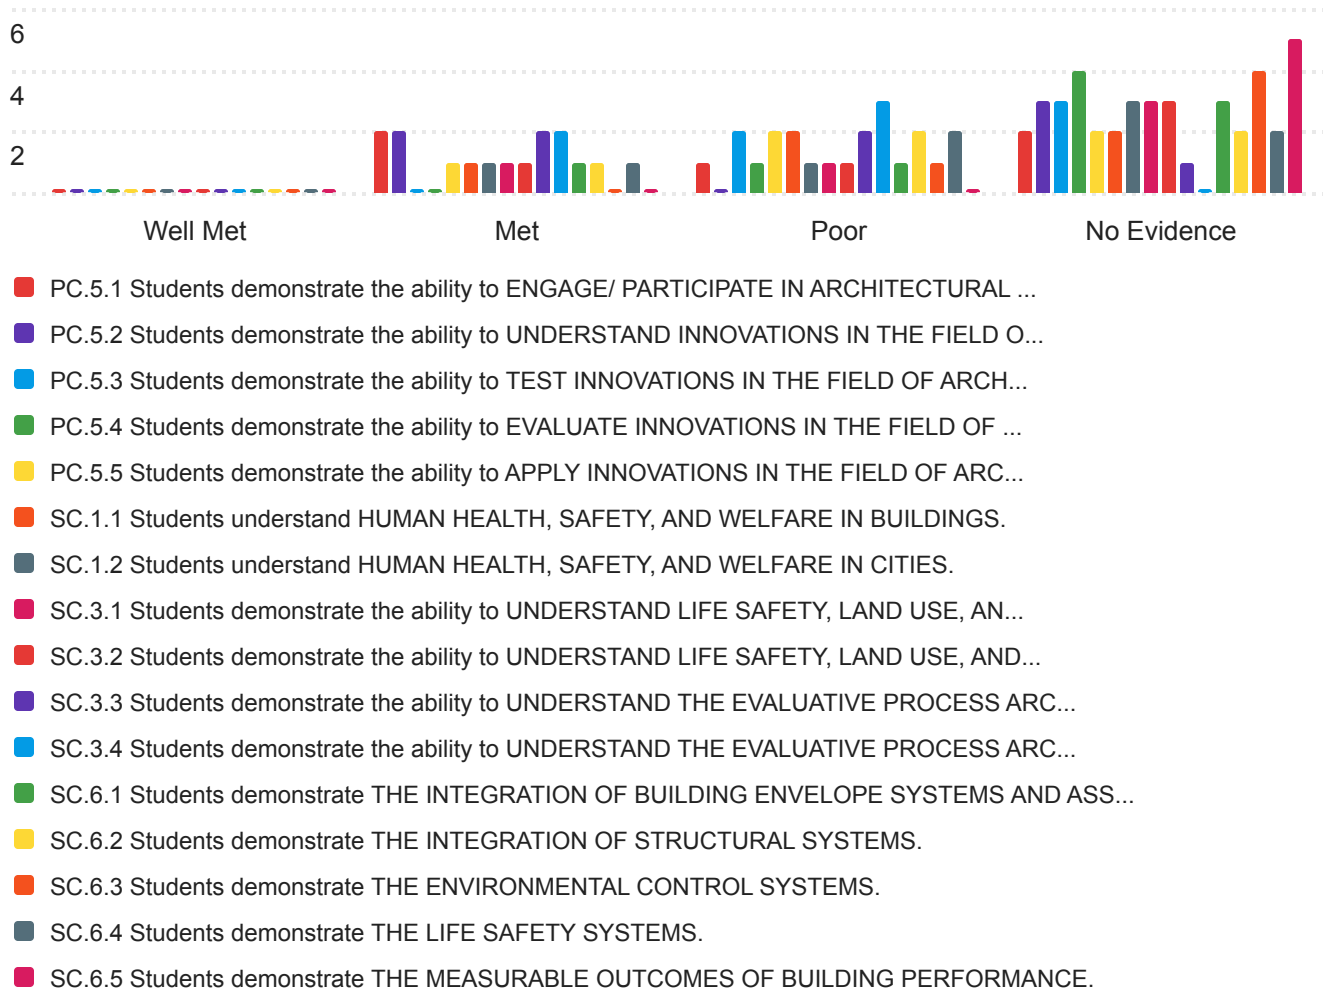 6
4
2
Well Met Met Poor No Evidence
PC.5.1 Students demonstrate the ability to ENGAGE/ PARTICIPATE IN ARCHITECTURAL ...
PC.5.2 Students demonstrate the ability to UNDERSTAND INNOVATIONS IN THE FIELD O...
PC.5.3 Students demonstrate the ability to TEST INNOVATIONS IN THE FIELD OF ARCH...
PC.5.4 Students demonstrate the ability to EVALUATE INNOVATIONS IN THE FIELD OF ...
PC.5.5 Students demonstrate the ability to APPLY INNOVATIONS IN THE FIELD OF ARC...
SC.1.1 Students understand HUMAN HEALTH, SAFETY, AND WELFARE IN BUILDINGS.
SC.1.2 Students understand HUMAN HEALTH, SAFETY, AND WELFARE IN CITIES.
SC.3.1 Students demonstrate the ability to UNDERSTAND LIFE SAFETY, LAND USE, AN...
SC.3.2 Students demonstrate the ability to UNDERSTAND LIFE SAFETY, LAND USE, AND...
SC.3.3 Students demonstrate the ability to UNDERSTAND THE EVALUATIVE PROCESS ARC...
SC.3.4 Students demonstrate the ability to UNDERSTAND THE EVALUATIVE PROCESS ARC...
SC.6.1 Students demonstrate THE INTEGRATION OF BUILDING ENVELOPE SYSTEMS AND ASS...
SC.6.2 Students demonstrate THE INTEGRATION OF STRUCTURAL SYSTEMS.
SC.6.3 Students demonstrate THE ENVIRONMENTAL CONTROL SYSTEMS.
SC.6.4 Students demonstrate THE LIFE SAFETY SYSTEMS.
SC.6.5 Students demonstrate THE MEASURABLE OUTCOMES OF BUILDING PERFORMANCE.